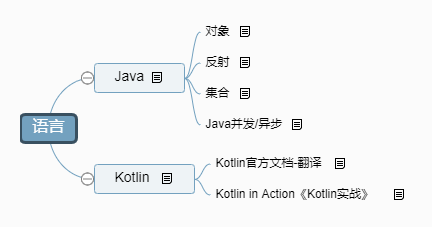 语言
Java
对象
反射
集合
Java并发/异步
Kotlin
Kotlin官方文档-翻译
Kotlin in Action《Kotlin实战》